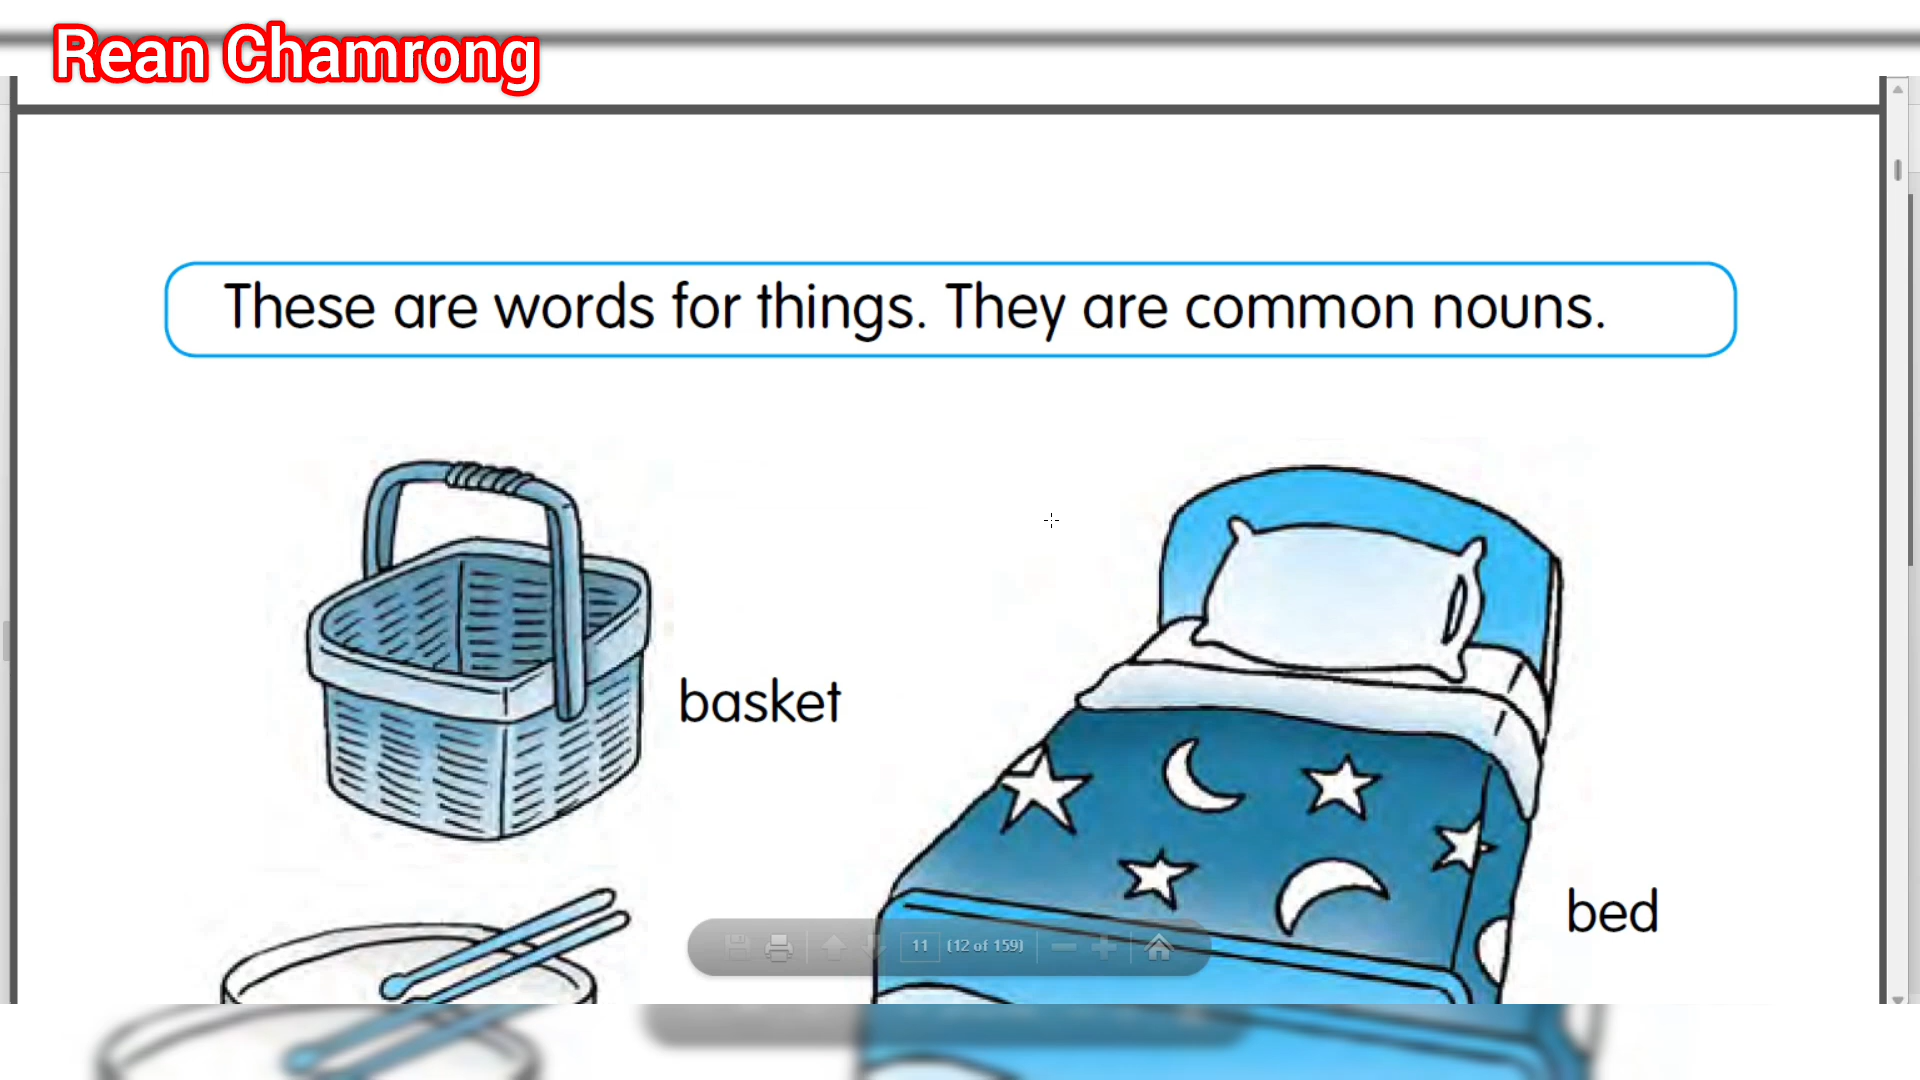 Rean Chamrong
These are words for things. They are common nouns.
basket
bed
11 (12 of 159)